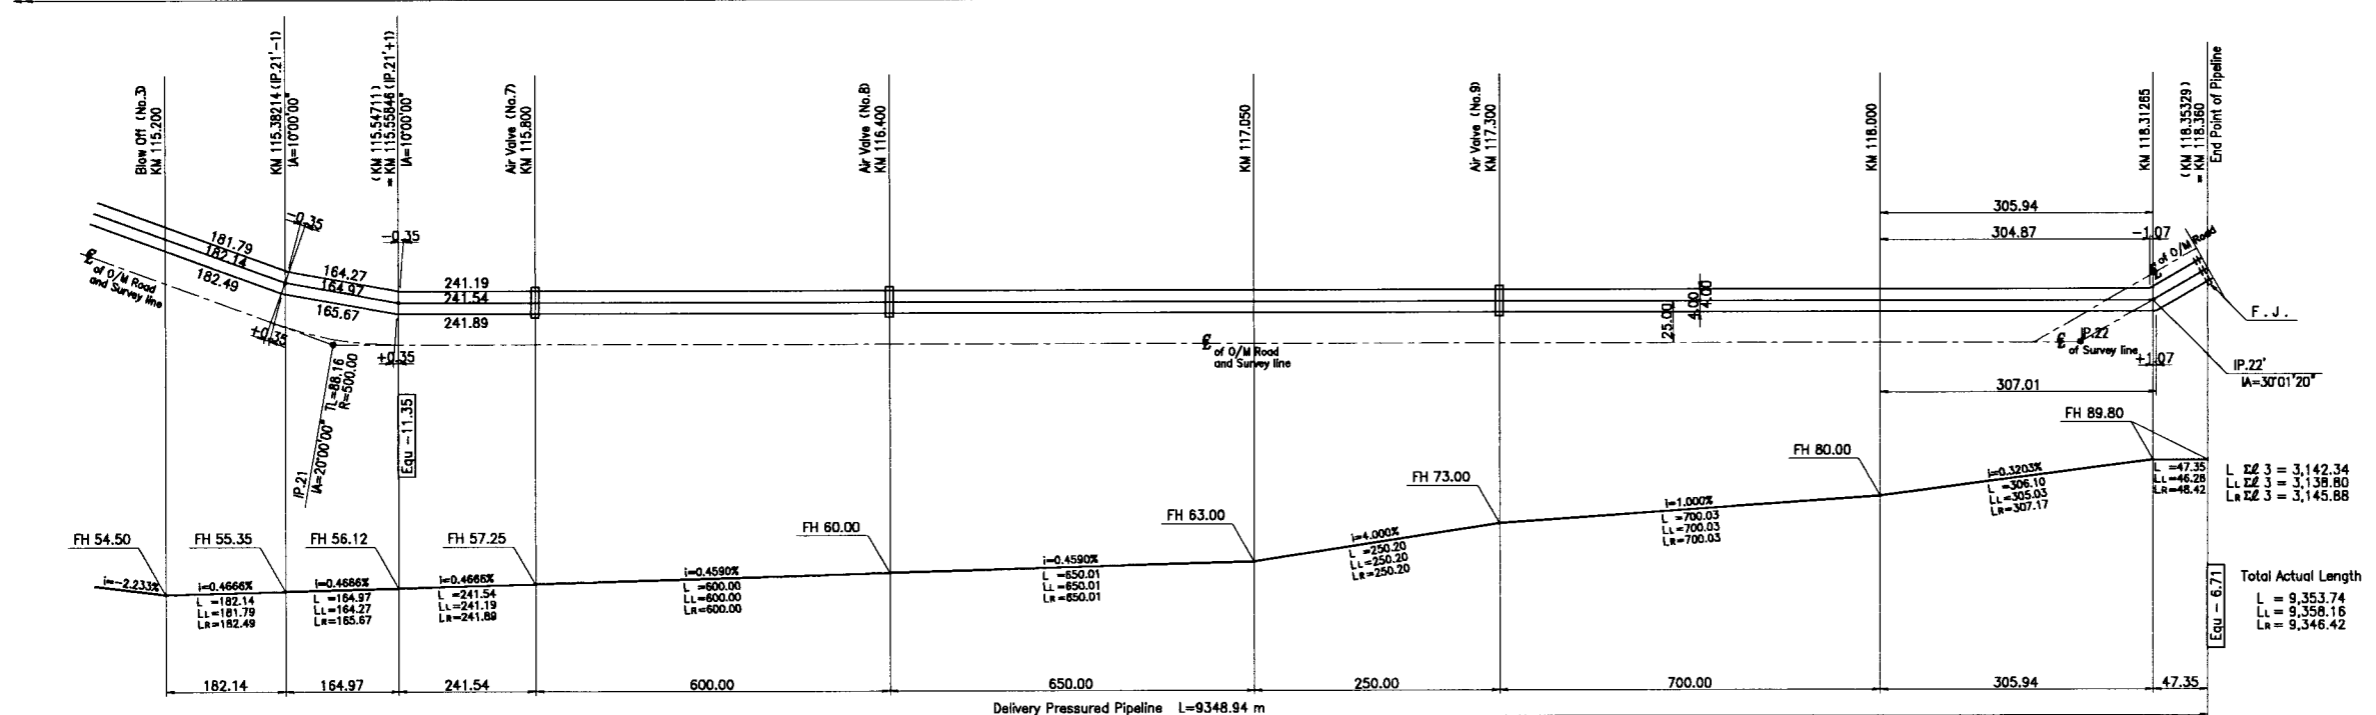 Blow Off (No.3)
KM 115.200
KM 115.38214 (IP.21'-1)
IA=10°00'00"
(KM 115.54711)
= KM 115.55846 (IP.21'+1)
IA=10°00'00"
Air Valve (No.7)
KM 115.800
Air Valve (No.8)
KM 116.400
KM 117.050
Air Valve (No.9)
KM 117.300
KM 118.000
KM 118.31265
(KM 118.35329)
= KM 118.360
End Point of Pipeline
305.94
304.87
-1.07
-0.35
-0.35
181.79
182.14
182.49
164.27
164.97
165.67
241.19
241.54
241.89
℄ of O/M Road
and Survey line
+0.35
+0.35
IP.21
IA=20°00'00"
TL=88.16
R=500.00
Equ -11.35
℄ of O/M Road
and Survey line
25.00
4.00
4.00
℄ of O/M Road
IP.22
℄ of Survey line
+1.07
F.J.
IP.22'
IA=30°01'20"
307.01
FH 54.50
FH 55.35
FH 56.12
FH 57.25
FH 60.00
FH 63.00
FH 73.00
FH 80.00
FH 89.80
i=-2.233%
i=0.4666%
L =182.14
LL=181.79
LR=182.49
i=0.4686%
L =164.97
LL=164.27
LR=165.67
i=0.4666%
L =241.54
LL=241.19
LR=241.89
i=0.4590%
L =600.00
LL=600.00
LR=600.00
i=0.4590%
L =650.01
LL=650.01
LR=650.01
i=4.000%
L =250.20
LL=250.20
LR=250.20
i=1.000%
L =700.03
LL=700.03
LR=700.03
i=0.3203%
L =306.10
LL=305.03
LR=307.17
L =47.35
LL=46.28
LR=48.42
L Σℓ 3 = 3,142.34
LL Σℓ 3 = 3,138.80
LR Σℓ 3 = 3,145.88
Equ - 6.71
Total Actual Length
L = 9,353.74
LL = 9,358.16
LR = 9,346.42
182.14
164.97
241.54
600.00
650.00
250.00
700.00
305.94
47.35
Delivery Pressured Pipeline L=9348.94 m